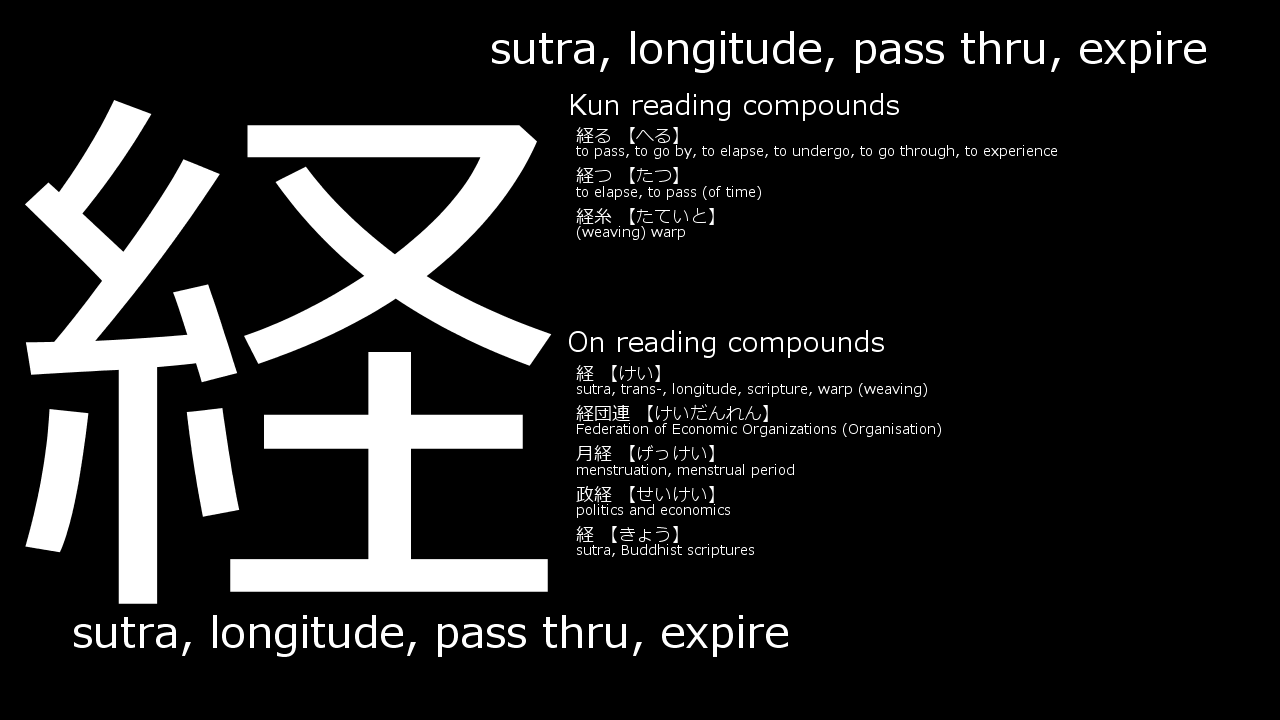 sutra, longitude, pass thru, expire
経
Kun reading compounds
経る 【へる】
to pass, to go by, to elapse, to undergo, to go through, to experience
経つ 【たつ】
to elapse, to pass (of time)
経糸 【たていと】
(weaving) warp
On reading compounds
経 【けい】
sutra, trans-, longitude, scripture, warp (weaving)
経団連 【けいだんれん】
Federation of Economic Organizations (Organisation)
月経 【げっけい】
menstruation, menstrual period
政経 【せいけい】
politics and economics
経 【きょう】
sutra, Buddhist scriptures
sutra, longitude, pass thru, expire